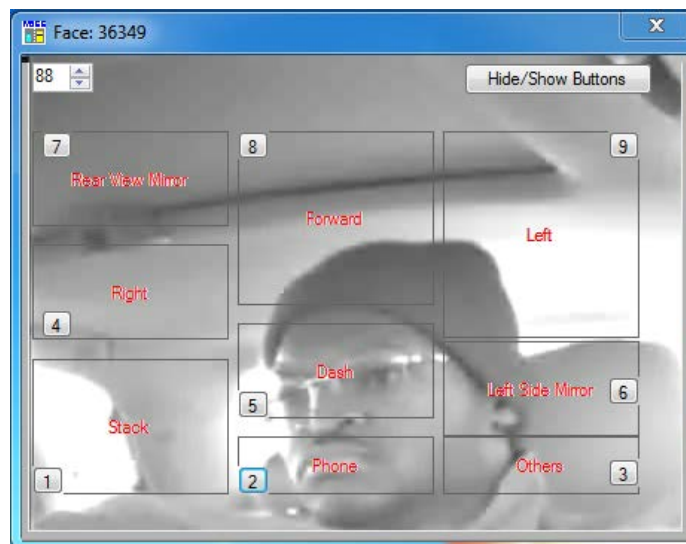 Face: 36349
88
Hide/Show Buttons
7
Rear View Mirror
8
Forward
9
Left
Right
4
Dash
5
Left Side Mirror
6
Stack
1
Phone
2
Others
3